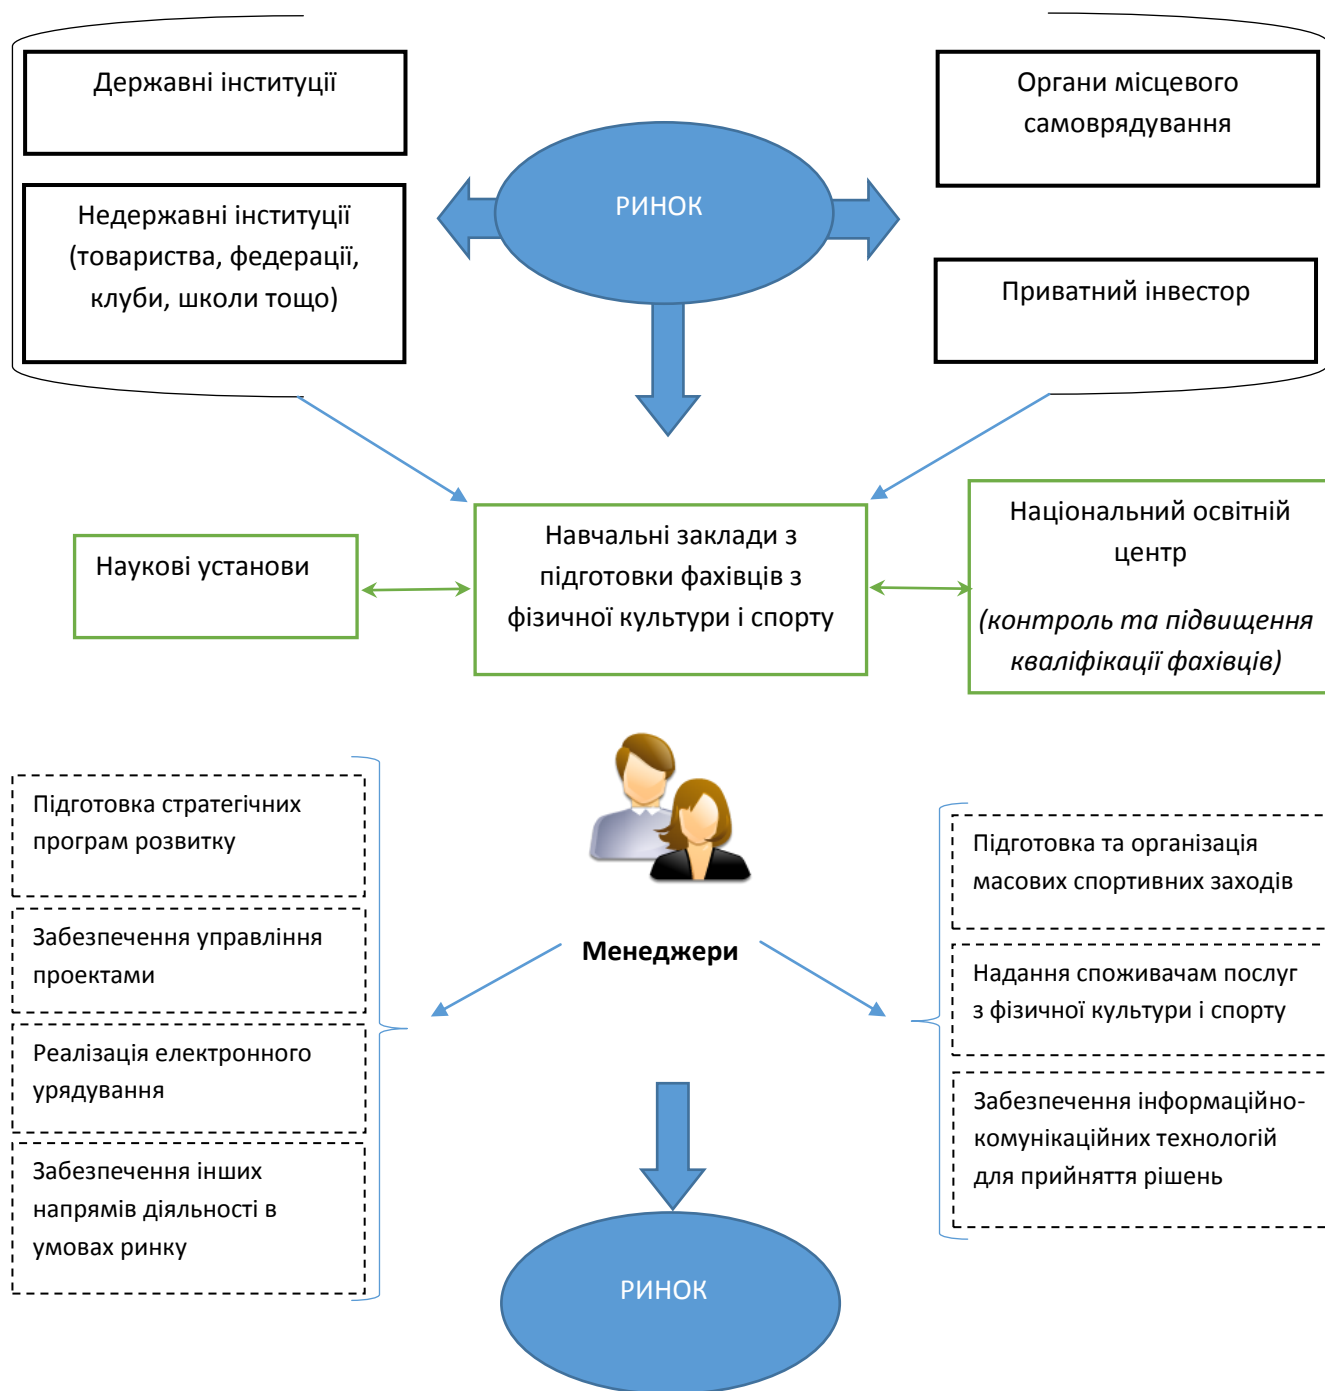 Державні інституції
Органи місцевого
самоврядування
РИНОК
Недержавні інституції
(товариства, федерації,
клуби, школи тощо)
Приватний інвестор
Наукові установи
Навчальні заклади з
підготовки фахівців з
фізичної культури і спорту
Національний освітній
центр
(контроль та підвищення
кваліфікації фахівців)
Менеджери
Підготовка стратегічних
програм розвитку
Забезпечення управління
проектами
Реалізація електронного
урядування
Забезпечення інших
напрямів діяльності в
умовах ринку
Підготовка та організація
масових спортивних заходів
Надання споживачам послуг
з фізичної культури і спорту
Забезпечення інформаційно-
комунікаційних технологій
для прийняття рішень
РИНОК